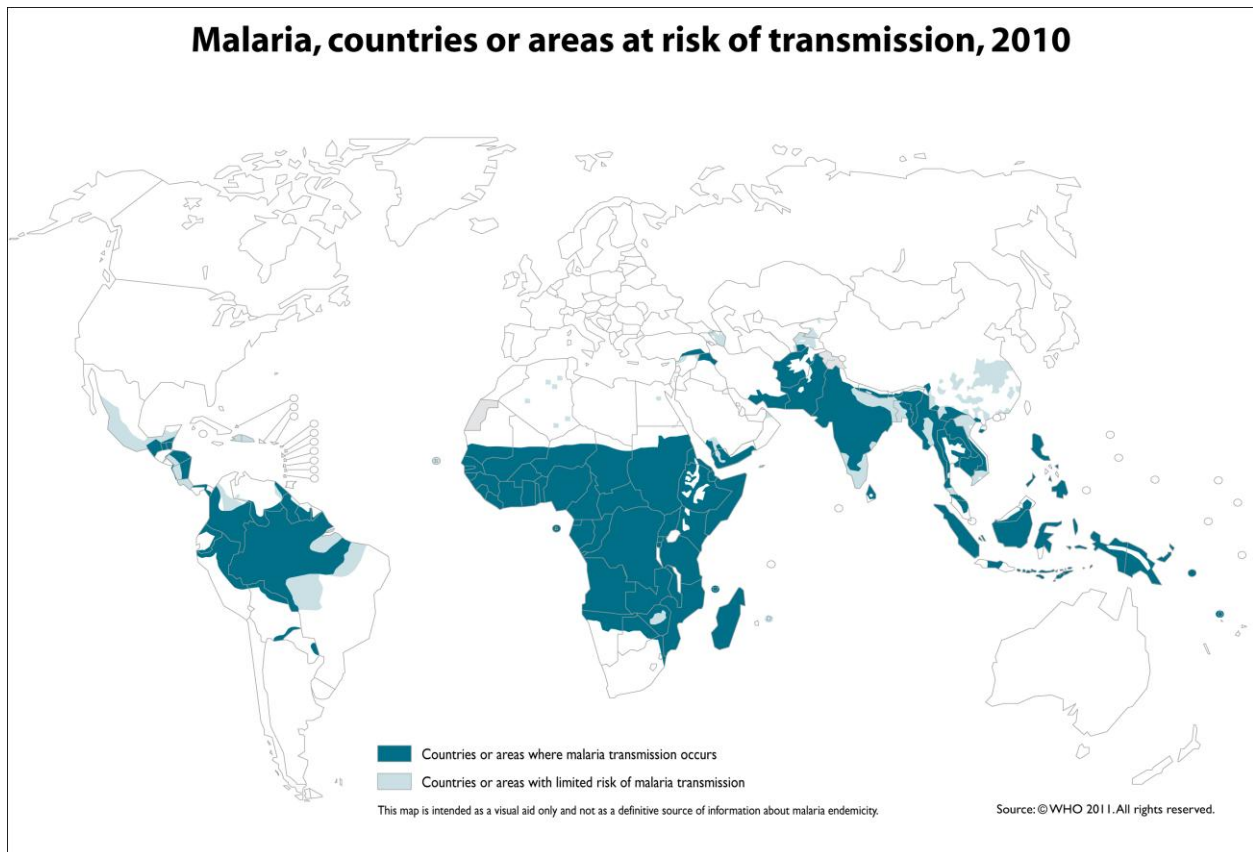 Malaria, countries or areas at risk of transmission, 2010
Countries or areas where malaria transmission occurs
Countries or areas with limited risk of malaria transmission
This map is intended as a visual aid only and not as a definitive source of information about malaria endemicity.
Source: © WHO 2011. All rights reserved.